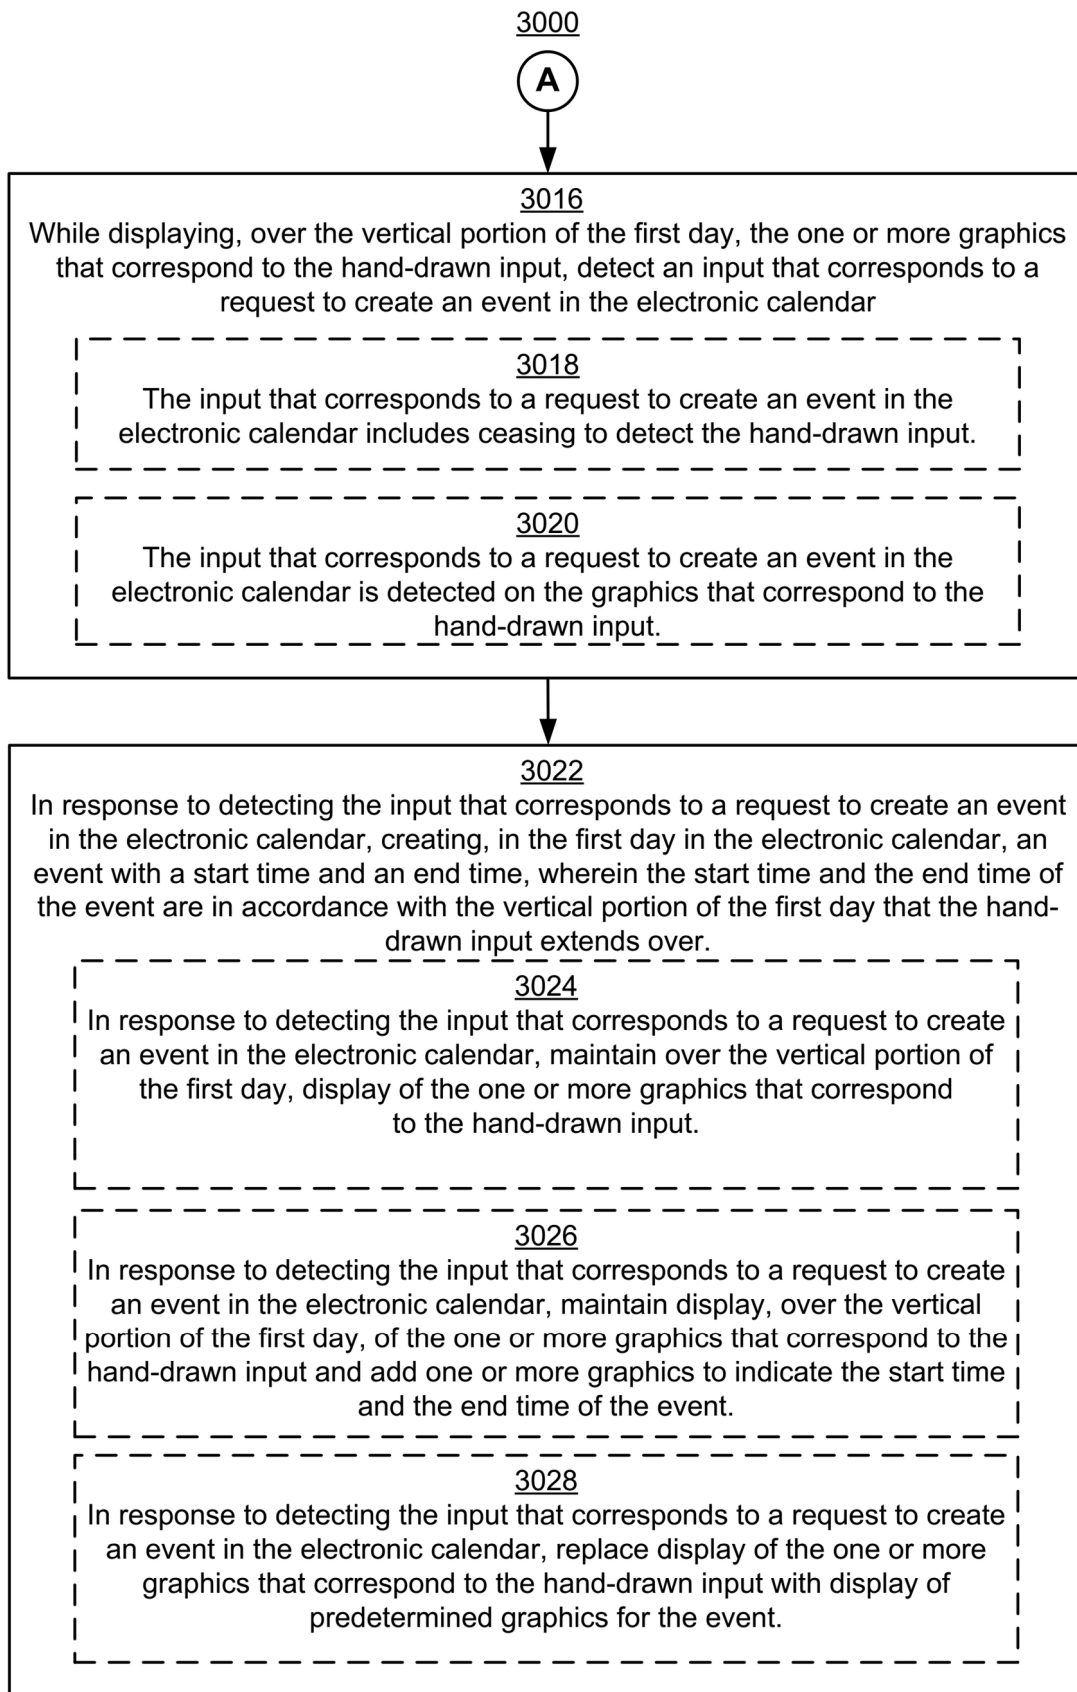 3000
A
3016
While displaying, over the vertical portion of the first day, the one or more graphics
that correspond to the hand-drawn input, detect an input that corresponds to a
request to create an event in the electronic calendar
3018
The input that corresponds to a request to create an event in the
electronic calendar includes ceasing to detect the hand-drawn input.
3020
The input that corresponds to a request to create an event in the
electronic calendar is detected on the graphics that correspond to the
hand-drawn input.
3022
In response to detecting the input that corresponds to a request to create an event
in the electronic calendar, creating, in the first day in the electronic calendar, an
event with a start time and an end time, wherein the start time and the end time of
the event are in accordance with the vertical portion of the first day that the hand-
drawn input extends over.
3024
In response to detecting the input that corresponds to a request to create
an event in the electronic calendar, maintain over the vertical portion of
the first day, display of the one or more graphics that correspond
to the hand-drawn input.
3026
In response to detecting the input that corresponds to a request to create
an event in the electronic calendar, maintain display, over the vertical
portion of the first day, of the one or more graphics that correspond to the
hand-drawn input and add one or more graphics to indicate the start time
and the end time of the event.
3028
In response to detecting the input that corresponds to a request to create
an event in the electronic calendar, replace display of the one or more
graphics that correspond to the hand-drawn input with display of
predetermined graphics for the event.